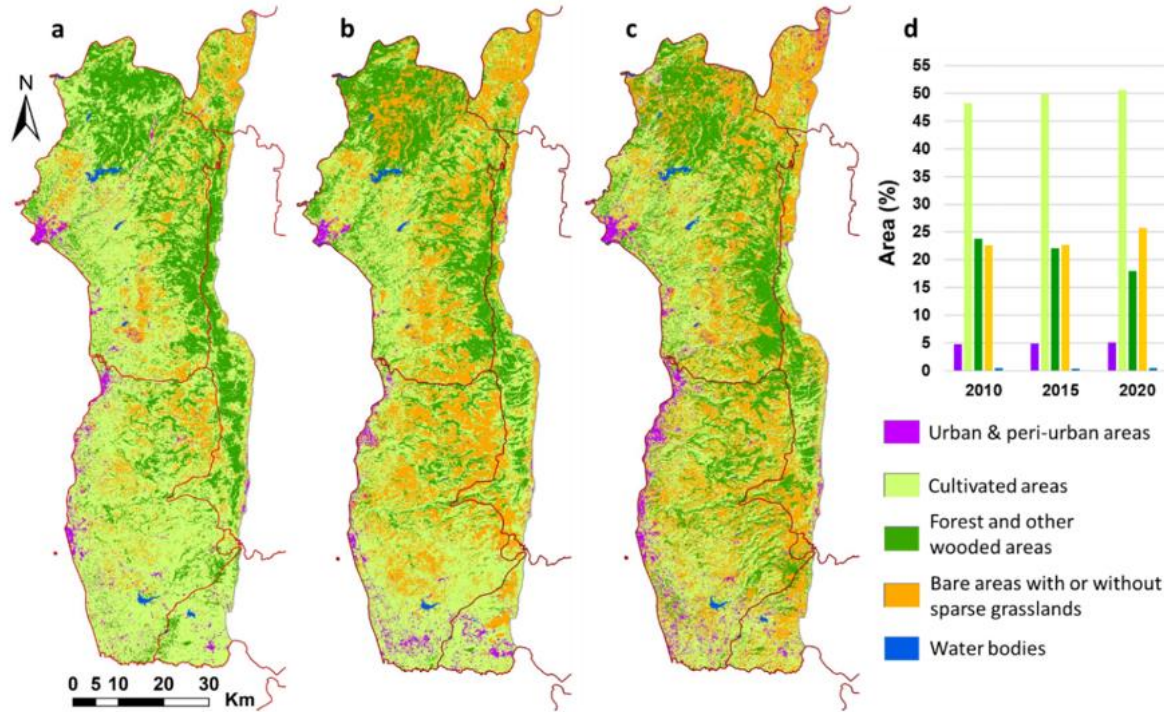 a
b
c
d
N
55
50
45
40
35
30
25
20
15
10
5
0
Area (%)
2010 2015 2020
Urban & peri-urban areas
Cultivated areas
Forest and other
wooded areas
Bare areas with or without
sparse grasslands
Water bodies
0 5 10 20 30
Km